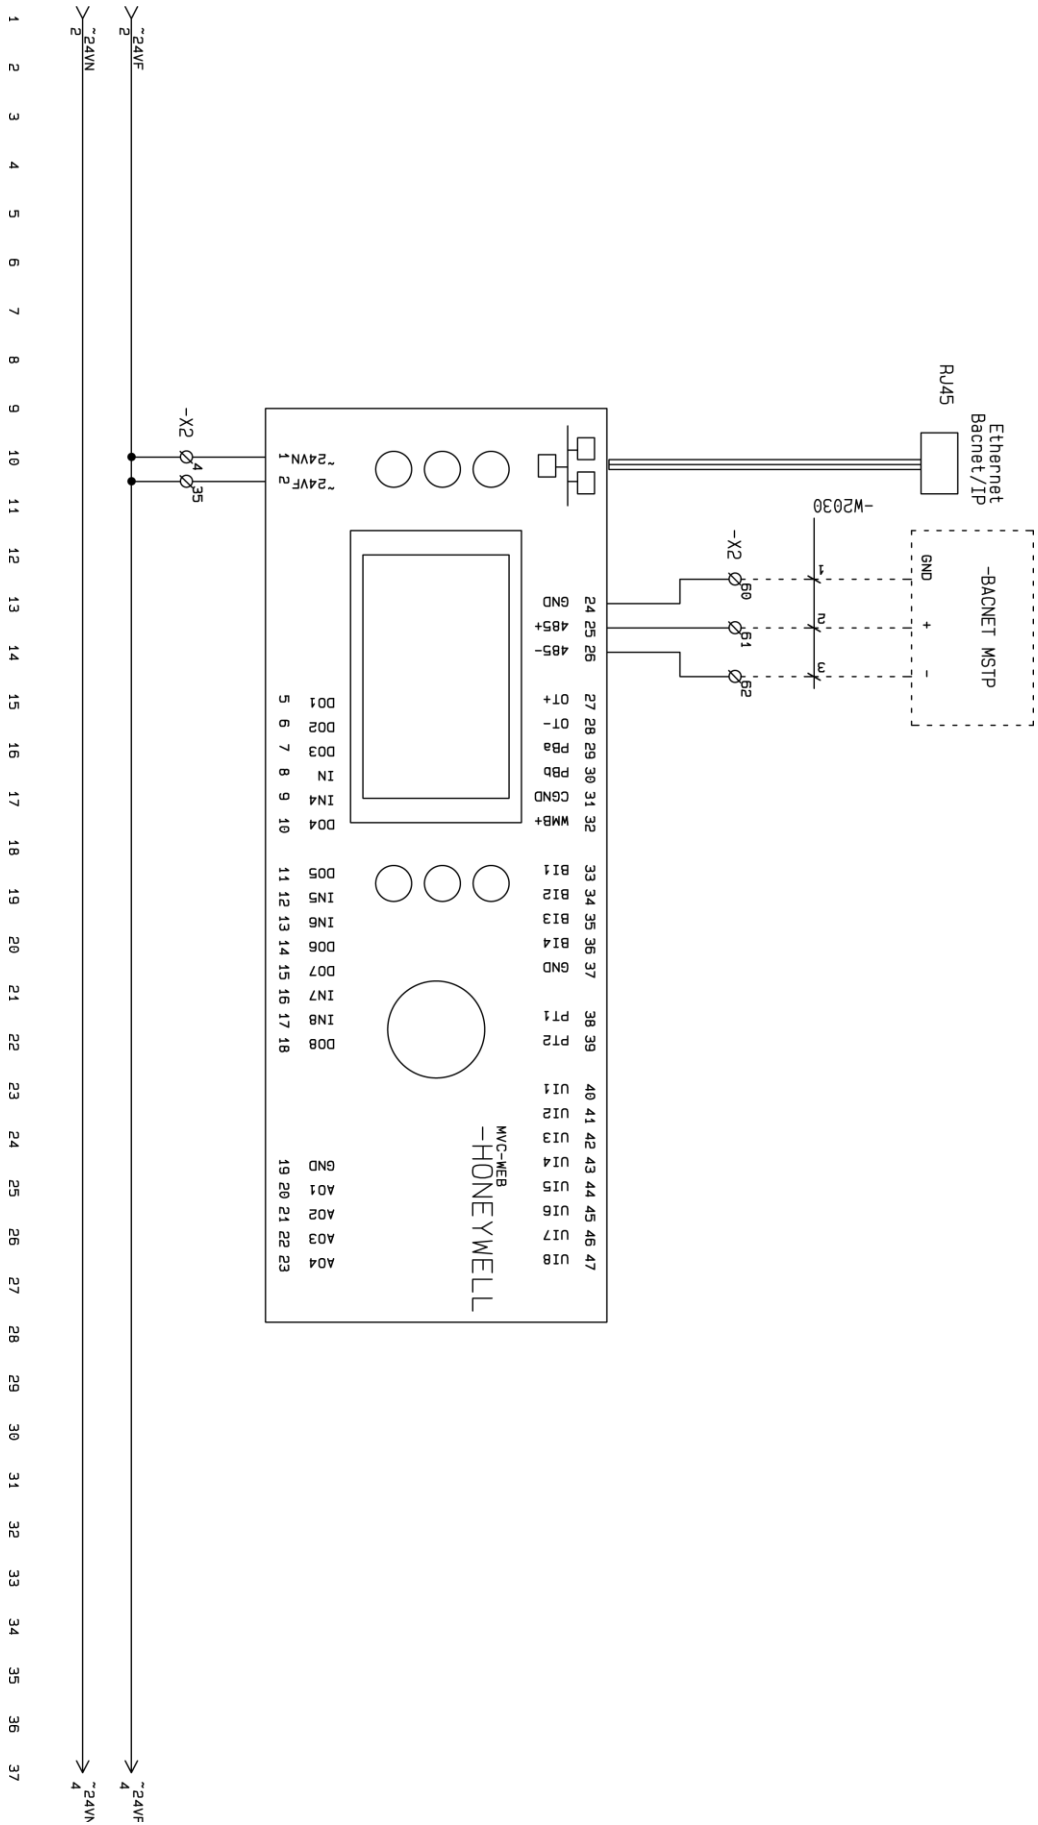 1
2
3
4
5
6
7
8
9
10
11
12
13
14
15
16
17
18
19
20
21
22
23
24
25
26
27
28
29
30
31
32
33
34
35
36
37
~24VN
2
~24VF
2
~24VN
4
~24VF
4
-X2
4
35
1 ~24VN
2 ~24VF
5 DO1
6 DO2
7 DO3
8 IN
9 IN4
10 DO4
11 DO5
12 IN5
13 IN6
14 DO6
15 DO7
16 IN7
17 IN8
18 DO8
19 GND
20 AO1
21 AO2
22 AO3
23 AO4
MVC-WEB
-HONEYWELL
24 GND
25 485+
26 485-
27 OT+
28 OT-
29 PBa
30 PBb
31 CGND
32 WMB+
33 BI1
34 BI2
35 BI3
36 BI4
37 GND
38 PT1
39 PT2
40 UI1
41 UI2
42 UI3
43 UI4
44 UI5
45 UI6
46 UI7
47 UI8
-X2
60
61
62
-W2030
1
2
3
RJ45
Ethernet
Bacnet/IP
-BACNET MSTP
GND
+
-